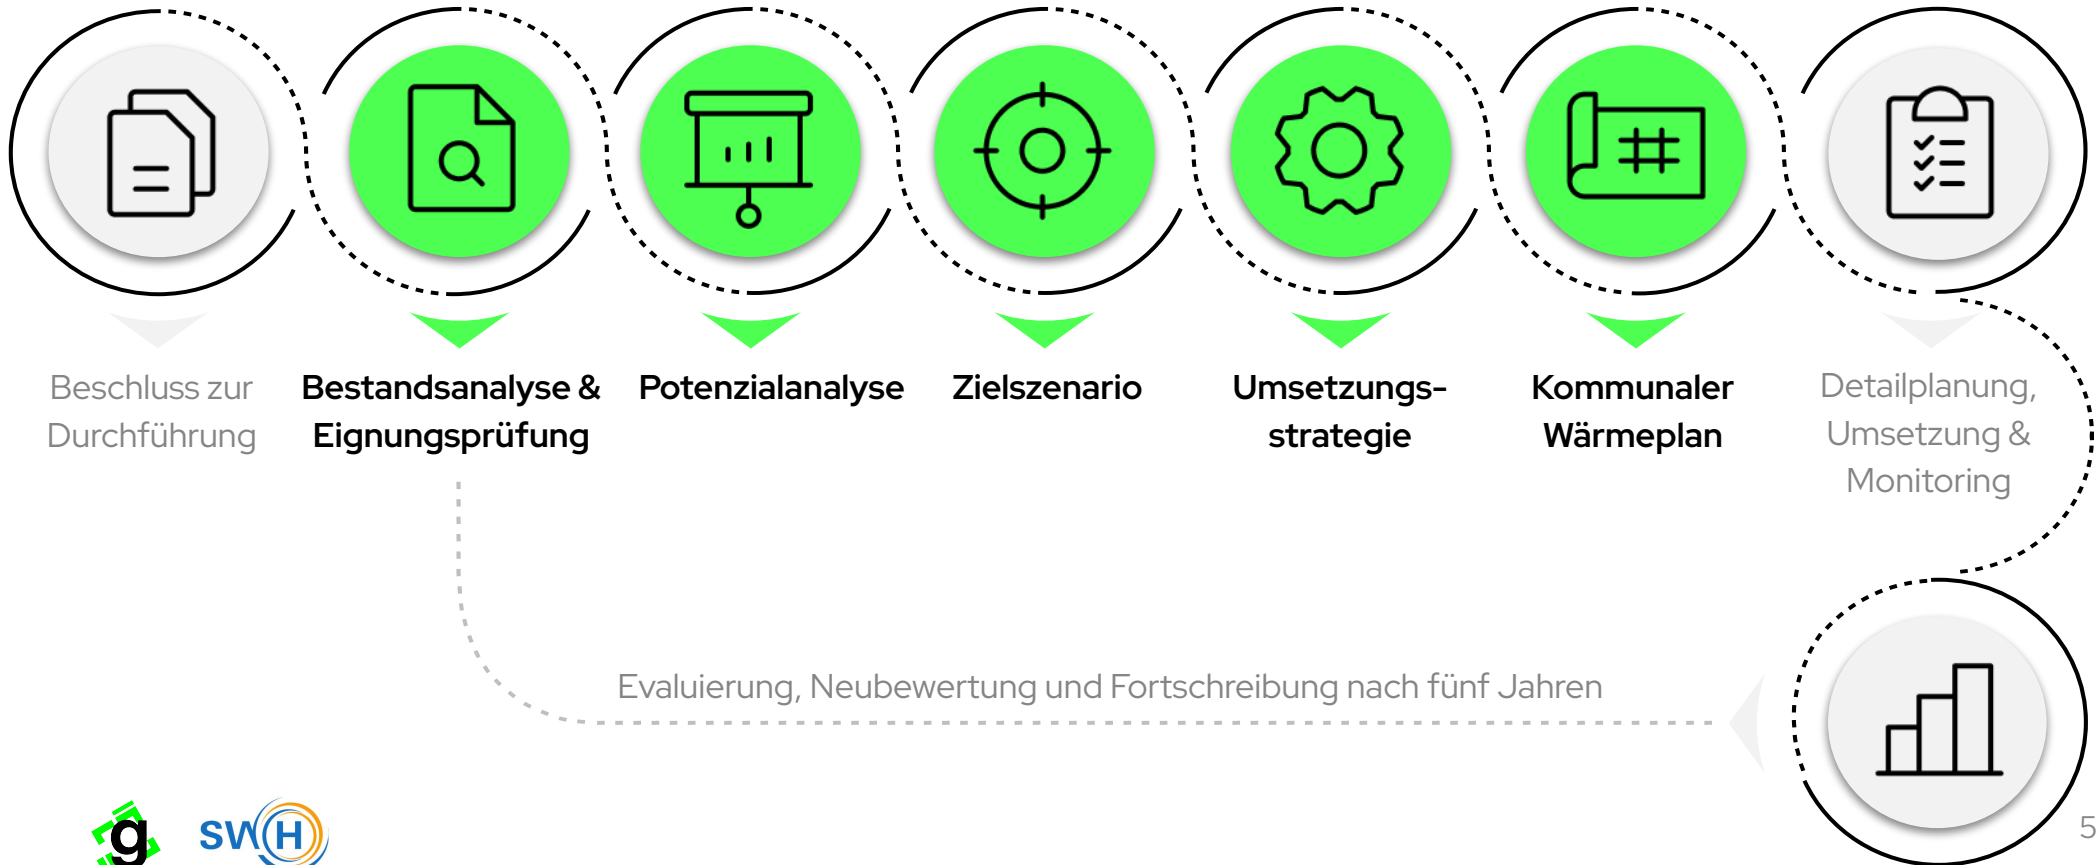 Beschluss zur
Durchführung
Bestandsanalyse &
Eignungsprüfung
Potenzialanalyse
Zielszenario
Umsetzungs-
strategie
Kommunaler
Wärmeplan
Detailplanung,
Umsetzung &
Monitoring
Evaluierung, Neubewertung und Fortschreibung nach fünf Jahren
g
SWH
5